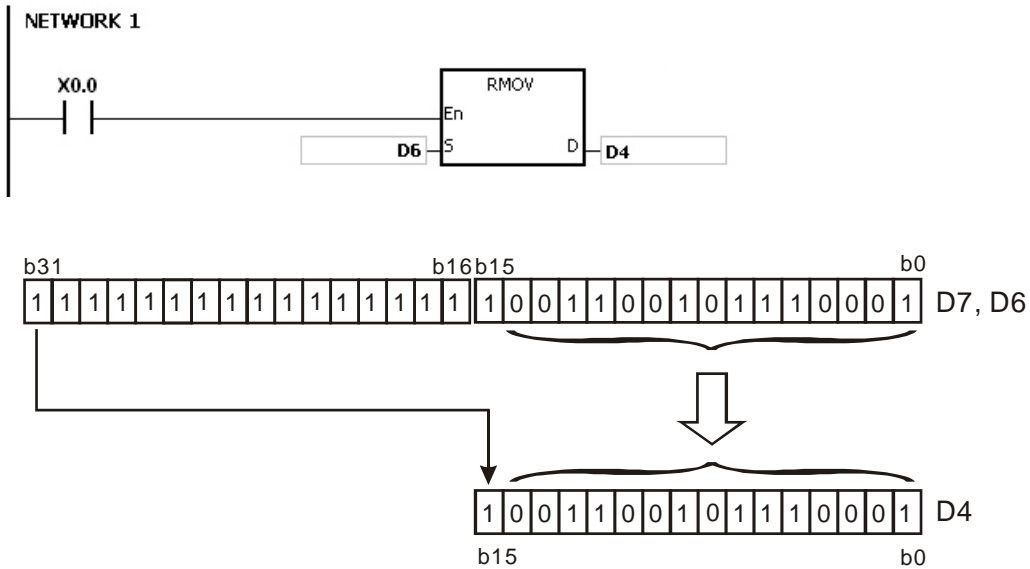 NETWORK 1
X0.0
RMOV
En
D6 S D D4
b31 b16 b15 b0
1 1 1 1 1 1 1 1 1 1 1 1 1 1 1 1 1 0 0 1 1 0 0 1 0 1 1 1 0 0 0 1 D7, D6
1 0 0 1 1 0 0 1 0 1 1 1 0 0 0 1 D4
b15 b0